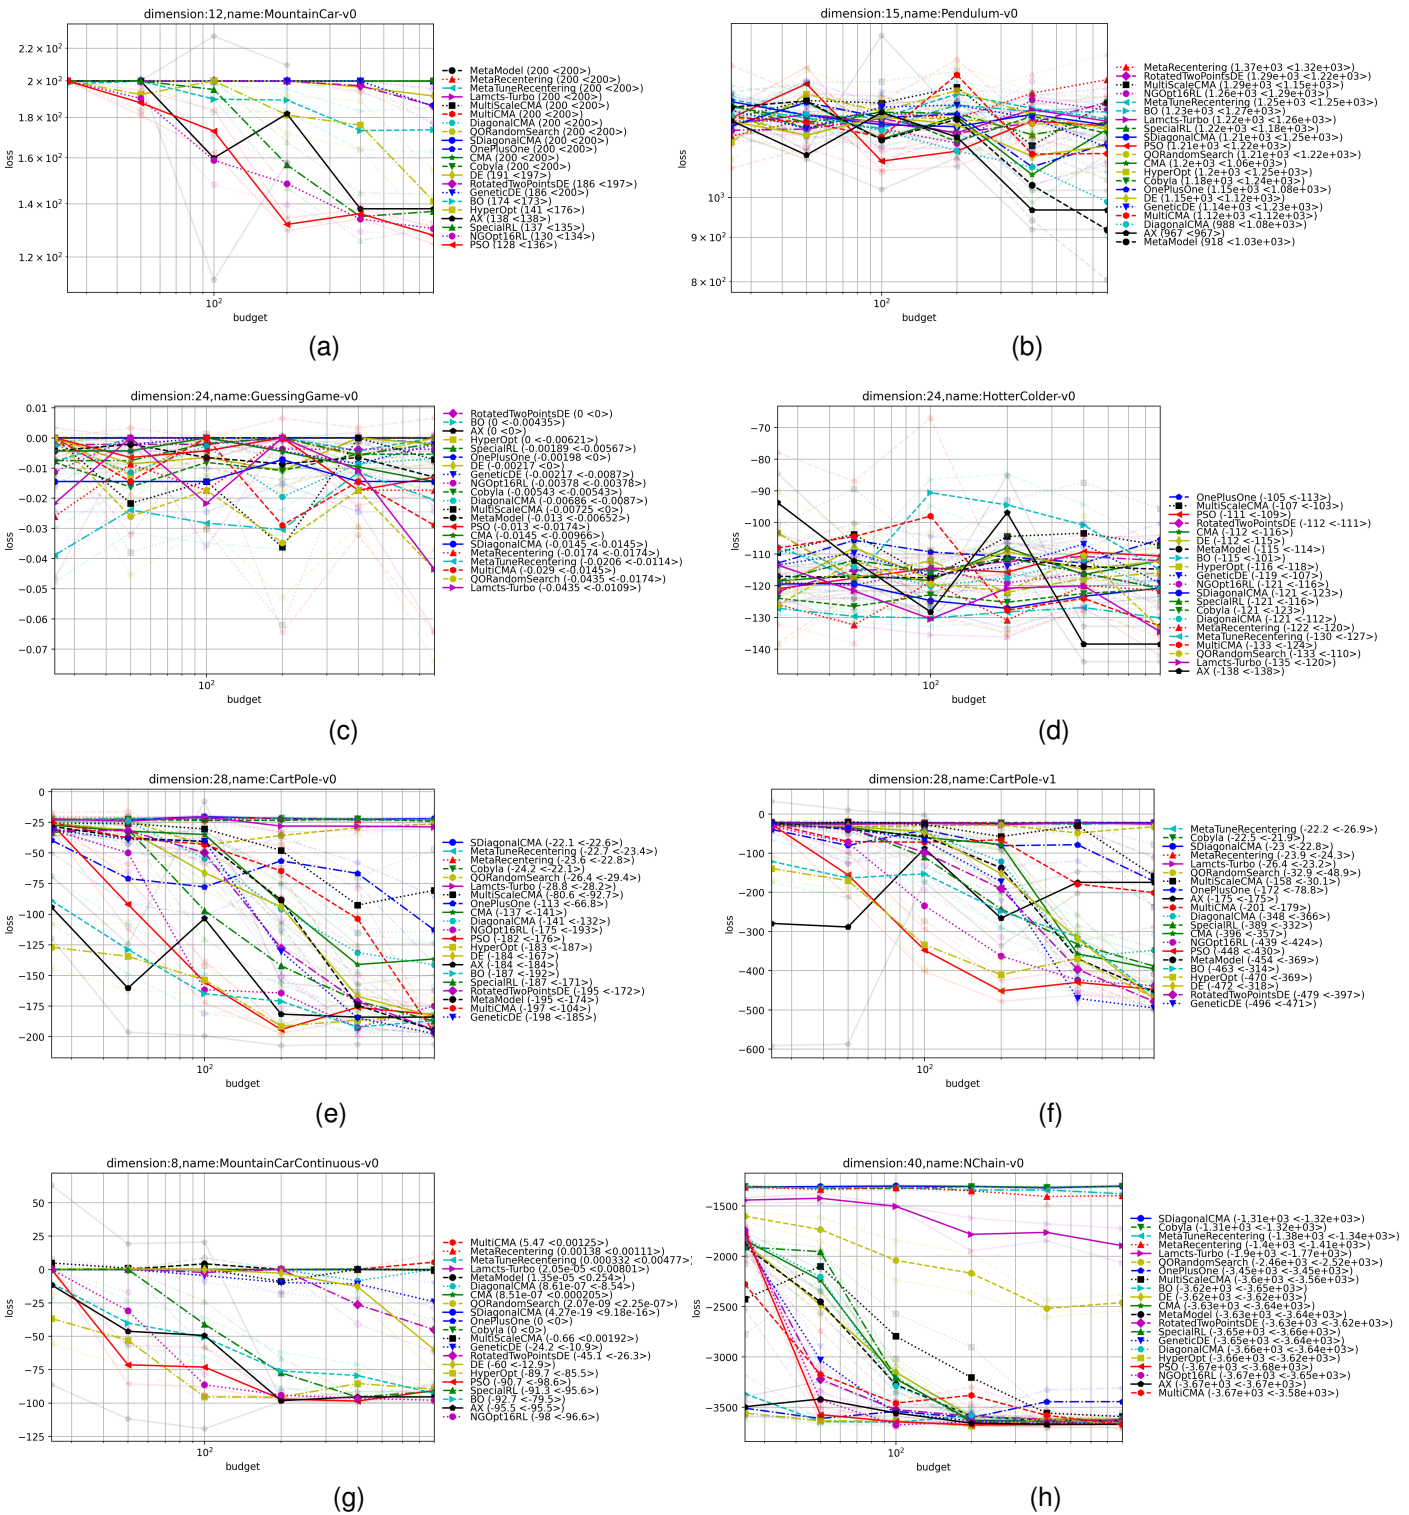 dimension:12,name:MountainCar-v0
2.2 × 10²
2 × 10²
1.8 × 10²
1.6 × 10²
1.4 × 10²
1.2 × 10²
loss
10²
budget
MetaModel (200 <200>)
MetaRecentering (200 <200>)
MetaTuneRecentering (200 <200>)
Lamcts-Turbo (200 <200>)
MultiScaleCMA (200 <200>)
MultiCMA (200 <200>)
DiagonalCMA (200 <200>)
QORandomSearch (200 <200>)
SDiagonalCMA (200 <200>)
OnePlusOne (200 <200>)
CMA (200 <200>)
Cobyla (200 <200>)
DE (191 <197>)
RotatedTwoPointsDE (186 <197>)
GeneticDE (186 <200>)
BO (174 <173>)
HyperOpt (141 <176>)
AX (138 <138>)
SpecialRL (137 <135>)
NGOpt16RL (130 <134>)
PSO (128 <136>)
(a)
dimension:15,name:Pendulum-v0
10³
9 × 10²
8 × 10²
loss
10²
budget
MetaRecentering (1.37e+03 <1.32e+03>)
RotatedTwoPointsDE (1.29e+03 <1.22e+03>)
MultiScaleCMA (1.29e+03 <1.15e+03>)
NGOpt16RL (1.26e+03 <1.29e+03>)
MetaTuneRecentering (1.25e+03 <1.25e+03>)
BO (1.23e+03 <1.27e+03>)
Lamcts-Turbo (1.22e+03 <1.26e+03>)
SpecialRL (1.22e+03 <1.18e+03>)
SDiagonalCMA (1.21e+03 <1.25e+03>)
PSO (1.21e+03 <1.22e+03>)
QORandomSearch (1.21e+03 <1.22e+03>)
CMA (1.2e+03 <1.06e+03>)
HyperOpt (1.2e+03 <1.25e+03>)
Cobyla (1.18e+03 <1.24e+03>)
OnePlusOne (1.15e+03 <1.08e+03>)
DE (1.15e+03 <1.12e+03>)
GeneticDE (1.14e+03 <1.23e+03>)
MultiCMA (1.12e+03 <1.12e+03>)
DiagonalCMA (988 <1.08e+03>)
AX (967 <967>)
MetaModel (918 <1.03e+03>)
(b)
dimension:24,name:GuessingGame-v0
0.01
0.00
−0.01
−0.02
−0.03
−0.04
−0.05
−0.06
−0.07
loss
10²
budget
RotatedTwoPointsDE (0 <0>)
BO (0 <-0.00435>)
AX (0 <0>)
HyperOpt (0 <-0.00621>)
SpecialRL (-0.00189 <-0.00567>)
OnePlusOne (-0.00198 <0>)
DE (-0.00217 <0>)
GeneticDE (-0.00217 <-0.0087>)
NGOpt16RL (-0.00378 <-0.00378>)
Cobyla (-0.00543 <-0.00543>)
DiagonalCMA (-0.00686 <-0.0087>)
MultiScaleCMA (-0.00725 <0>)
MetaModel (-0.013 <-0.00652>)
PSO (-0.013 <-0.0174>)
CMA (-0.0145 <-0.00966>)
SDiagonalCMA (-0.0145 <-0.0145>)
MetaRecentering (-0.0174 <-0.0174>)
MetaTuneRecentering (-0.0206 <-0.0114>)
MultiCMA (-0.029 <-0.0145>)
QORandomSearch (-0.0435 <-0.0174>)
Lamcts-Turbo (-0.0435 <-0.0109>)
(c)
dimension:24,name:HotterColder-v0
−70
−80
−90
−100
−110
−120
−130
−140
loss
10²
budget
OnePlusOne (-105 <-113>)
MultiScaleCMA (-107 <-103>)
PSO (-111 <-109>)
RotatedTwoPointsDE (-112 <-111>)
CMA (-112 <-116>)
DE (-112 <-115>)
MetaModel (-115 <-114>)
BO (-115 <-101>)
HyperOpt (-116 <-118>)
GeneticDE (-119 <-107>)
NGOpt16RL (-121 <-116>)
SDiagonalCMA (-121 <-123>)
SpecialRL (-121 <-116>)
Cobyla (-121 <-123>)
DiagonalCMA (-121 <-112>)
MetaRecentering (-122 <-120>)
MetaTuneRecentering (-130 <-127>)
MultiCMA (-133 <-124>)
QORandomSearch (-133 <-110>)
Lamcts-Turbo (-135 <-120>)
AX (-138 <-138>)
(d)
dimension:28,name:CartPole-v0
0
−25
−50
−75
−100
−125
−150
−175
−200
loss
10²
budget
SDiagonalCMA (-22.1 <-22.6>)
MetaTuneRecentering (-22.7 <-23.4>)
MetaRecentering (-23.6 <-22.8>)
Cobyla (-24.2 <-22.1>)
QORandomSearch (-26.4 <-29.4>)
Lamcts-Turbo (-28.8 <-28.2>)
MultiScaleCMA (-80.6 <-92.7>)
OnePlusOne (-113 <-66.8>)
CMA (-137 <-141>)
DiagonalCMA (-141 <-132>)
NGOpt16RL (-175 <-193>)
PSO (-182 <-176>)
HyperOpt (-183 <-187>)
DE (-184 <-167>)
AX (-184 <-184>)
BO (-187 <-192>)
SpecialRL (-187 <-171>)
RotatedTwoPointsDE (-195 <-172>)
MetaModel (-195 <-174>)
MultiCMA (-197 <-104>)
GeneticDE (-198 <-185>)
(e)
dimension:28,name:CartPole-v1
0
−100
−200
−300
−400
−500
−600
loss
10²
budget
MetaTuneRecentering (-22.2 <-26.9>)
Cobyla (-22.5 <-21.9>)
SDiagonalCMA (-23 <-22.8>)
MetaRecentering (-23.9 <-24.3>)
Lamcts-Turbo (-26.4 <-23.2>)
QORandomSearch (-32.9 <-48.9>)
MultiScaleCMA (-158 <-30.1>)
OnePlusOne (-172 <-78.8>)
AX (-175 <-175>)
MultiCMA (-201 <-179>)
DiagonalCMA (-348 <-366>)
SpecialRL (-389 <-332>)
CMA (-396 <-357>)
NGOpt16RL (-439 <-424>)
PSO (-448 <-430>)
MetaModel (-454 <-369>)
BO (-463 <-314>)
HyperOpt (-470 <-369>)
DE (-472 <-318>)
RotatedTwoPointsDE (-479 <-397>)
GeneticDE (-496 <-471>)
(f)
dimension:8,name:MountainCarContinuous-v0
50
25
0
−25
−50
−75
−100
−125
loss
10²
budget
MultiCMA (5.47 <0.00125>)
MetaRecentering (0.00138 <0.00111>)
MetaTuneRecentering (0.000332 <0.00477>)
Lamcts-Turbo (2.05e-05 <0.00801>)
MetaModel (1.35e-05 <0.254>)
DiagonalCMA (8.61e-07 <-8.54>)
CMA (8.51e-07 <0.000205>)
QORandomSearch (2.07e-09 <2.25e-07>)
SDiagonalCMA (4.27e-19 <9.18e-16>)
OnePlusOne (0 <0>)
Cobyla (0 <0>)
MultiScaleCMA (-0.66 <0.00192>)
GeneticDE (-24.2 <-10.9>)
RotatedTwoPointsDE (-45.1 <-26.3>)
DE (-60 <-12.9>)
HyperOpt (-89.7 <-85.5>)
PSO (-90.7 <-98.6>)
SpecialRL (-91.3 <-95.6>)
BO (-92.7 <-79.5>)
AX (-95.5 <-95.5>)
NGOpt16RL (-98 <-96.6>)
(g)
dimension:40,name:NChain-v0
−1500
−2000
−2500
−3000
−3500
loss
10²
budget
SDiagonalCMA (-1.31e+03 <-1.32e+03>)
Cobyla (-1.31e+03 <-1.32e+03>)
MetaTuneRecentering (-1.38e+03 <-1.34e+03>)
MetaRecentering (-1.4e+03 <-1.41e+03>)
Lamcts-Turbo (-1.9e+03 <-1.77e+03>)
QORandomSearch (-2.46e+03 <-2.52e+03>)
OnePlusOne (-3.45e+03 <-3.45e+03>)
MultiScaleCMA (-3.6e+03 <-3.56e+03>)
BO (-3.62e+03 <-3.65e+03>)
DE (-3.62e+03 <-3.62e+03>)
CMA (-3.63e+03 <-3.64e+03>)
MetaModel (-3.63e+03 <-3.64e+03>)
RotatedTwoPointsDE (-3.63e+03 <-3.62e+03>)
SpecialRL (-3.65e+03 <-3.66e+03>)
GeneticDE (-3.65e+03 <-3.64e+03>)
DiagonalCMA (-3.66e+03 <-3.64e+03>)
HyperOpt (-3.66e+03 <-3.62e+03>)
PSO (-3.67e+03 <-3.68e+03>)
NGOpt16RL (-3.67e+03 <-3.65e+03>)
AX (-3.67e+03 <-3.67e+03>)
MultiCMA (-3.67e+03 <-3.58e+03>)
(h)